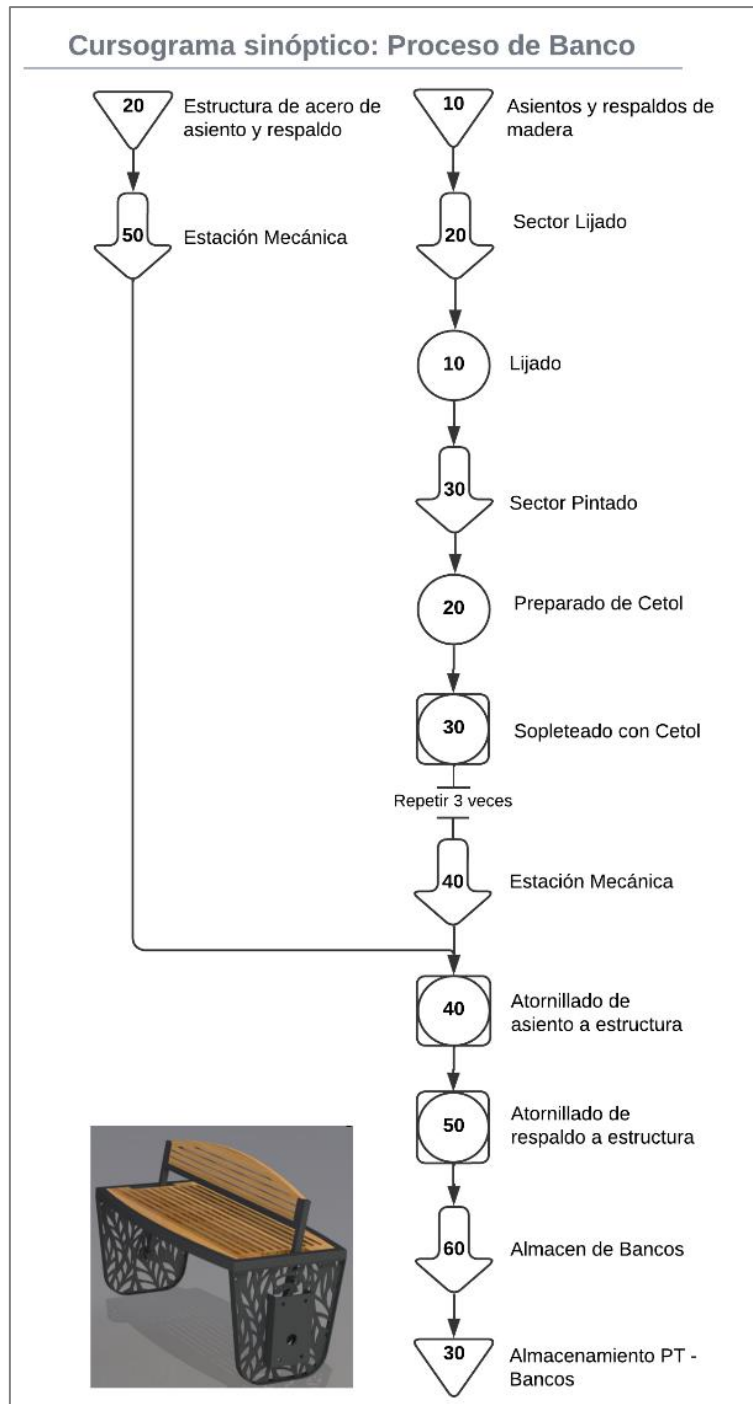 Cursograma sinóptico: Proceso de Banco
20
Estructura de acero de
asiento y respaldo
10
Asientos y respaldos de
madera
50
Estación Mecánica
20
Sector Lijado
10
Lijado
30
Sector Pintado
20
Preparado de Cetol
30
Sopleteado con Cetol
Repetir 3 veces
40
Estación Mecánica
40
Atornillado de
asiento a estructura
50
Atornillado de
respaldo a estructura
60
Almacen de Bancos
30
Almacenamiento PT -
Bancos